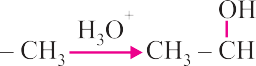 OH
– CH₃ H₃O⁺ CH₃ – CH